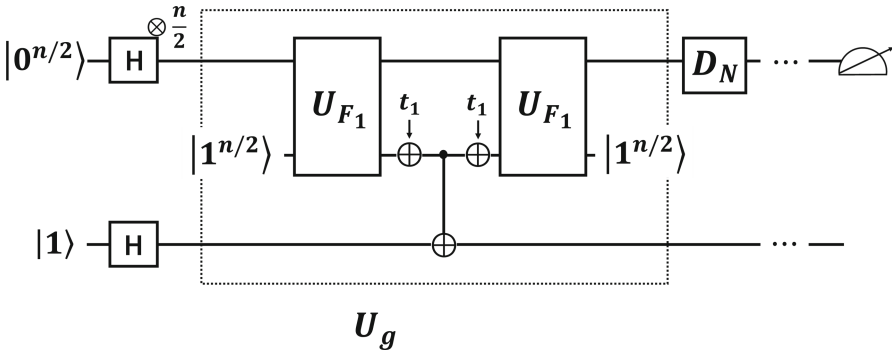 |0^{n/2}⟩ H ⊗ n/2 U_{F_1} t_1 t_1 U_{F_1} D_N ...
|1^{n/2}⟩ |1^{n/2}⟩
|1⟩ H ...
U_g